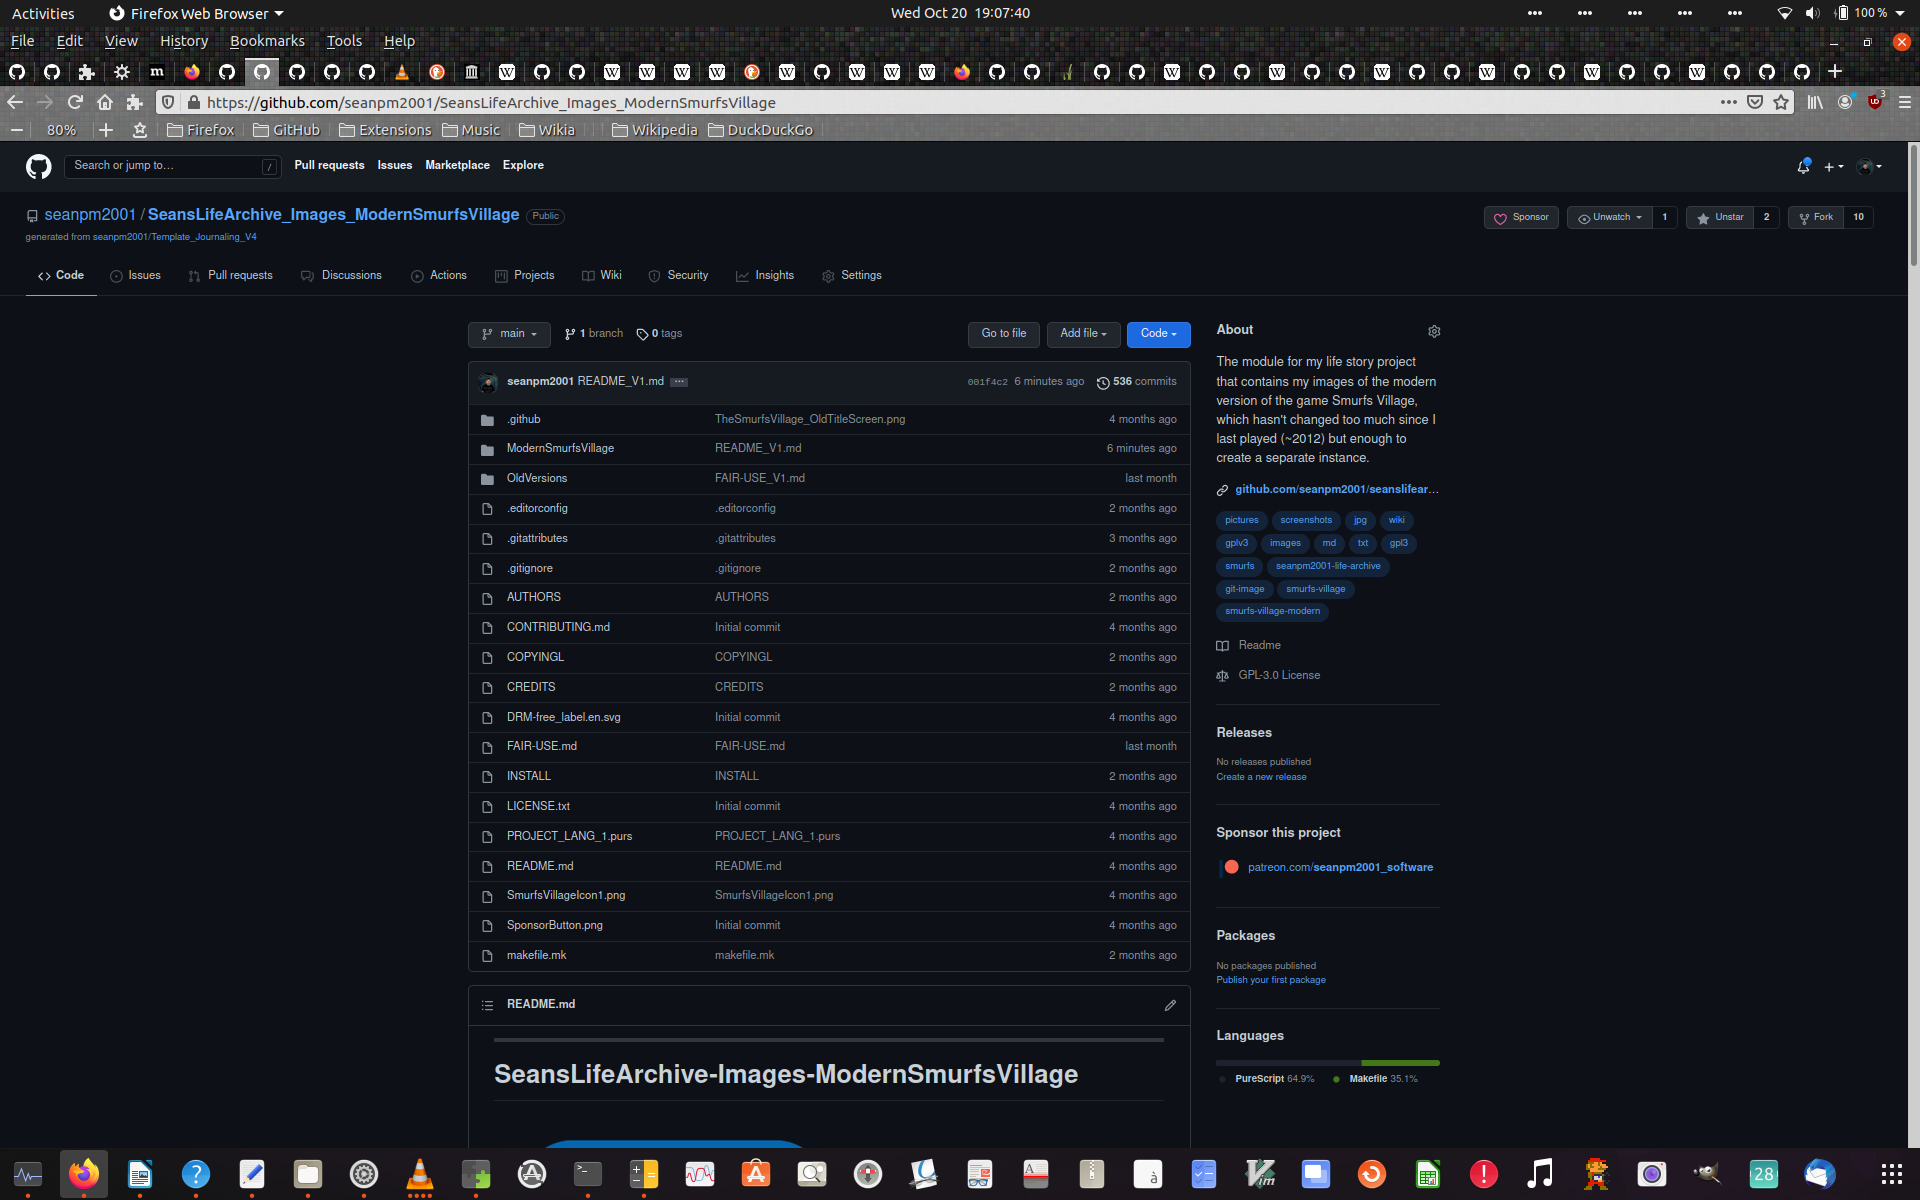 Activities Firefox Web Browser Wed Oct 20 19:07:40 100 %
File Edit View History Bookmarks Tools Help
https://github.com/seanpm2001/SeansLifeArchive_Images_ModernSmurfsVillage
80% Firefox GitHub Extensions Music Wikia Wikipedia DuckDuckGo
Search or jump to… / Pull requests Issues Marketplace Explore
seanpm2001 / SeansLifeArchive_Images_ModernSmurfsVillage Public Sponsor Unwatch 1 Unstar 2 Fork 10
generated from seanpm2001/Template_Journaling_V4
Code Issues Pull requests Discussions Actions Projects Wiki Security Insights Settings
main 1 branch 0 tags Go to file Add file Code
seanpm2001 README_V1.md 001f4c2 6 minutes ago 536 commits
.github TheSmurfsVillage_OldTitleScreen.png 4 months ago
ModernSmurfsVillage README_V1.md 6 minutes ago
OldVersions FAIR-USE_V1.md last month
.editorconfig .editorconfig 2 months ago
.gitattributes .gitattributes 3 months ago
.gitignore .gitignore 2 months ago
AUTHORS AUTHORS 2 months ago
CONTRIBUTING.md Initial commit 4 months ago
COPYINGL COPYINGL 2 months ago
CREDITS CREDITS 2 months ago
DRM-free_label.en.svg Initial commit 4 months ago
FAIR-USE.md FAIR-USE.md last month
INSTALL INSTALL 2 months ago
LICENSE.txt Initial commit 4 months ago
PROJECT_LANG_1.purs PROJECT_LANG_1.purs 4 months ago
README.md README.md 4 months ago
SmurfsVillageIcon1.png SmurfsVillageIcon1.png 4 months ago
SponsorButton.png Initial commit 4 months ago
makefile.mk makefile.mk 2 months ago
README.md
SeansLifeArchive-Images-ModernSmurfsVillage
About
The module for my life story project
that contains my images of the modern
version of the game Smurfs Village,
which hasn't changed too much since I
last played (~2012) but enough to
create a separate instance.
github.com/seanpm2001/seanslifear…
pictures screenshots jpg wiki
gplv3 images md txt gpl3
smurfs seanpm2001-life-archive
git-image smurfs-village
smurfs-village-modern
Readme
GPL-3.0 License
Releases
No releases published
Create a new release
Sponsor this project
patreon.com/seanpm2001_software
Packages
No packages published
Publish your first package
Languages
PureScript 64.9% Makefile 35.1%
28